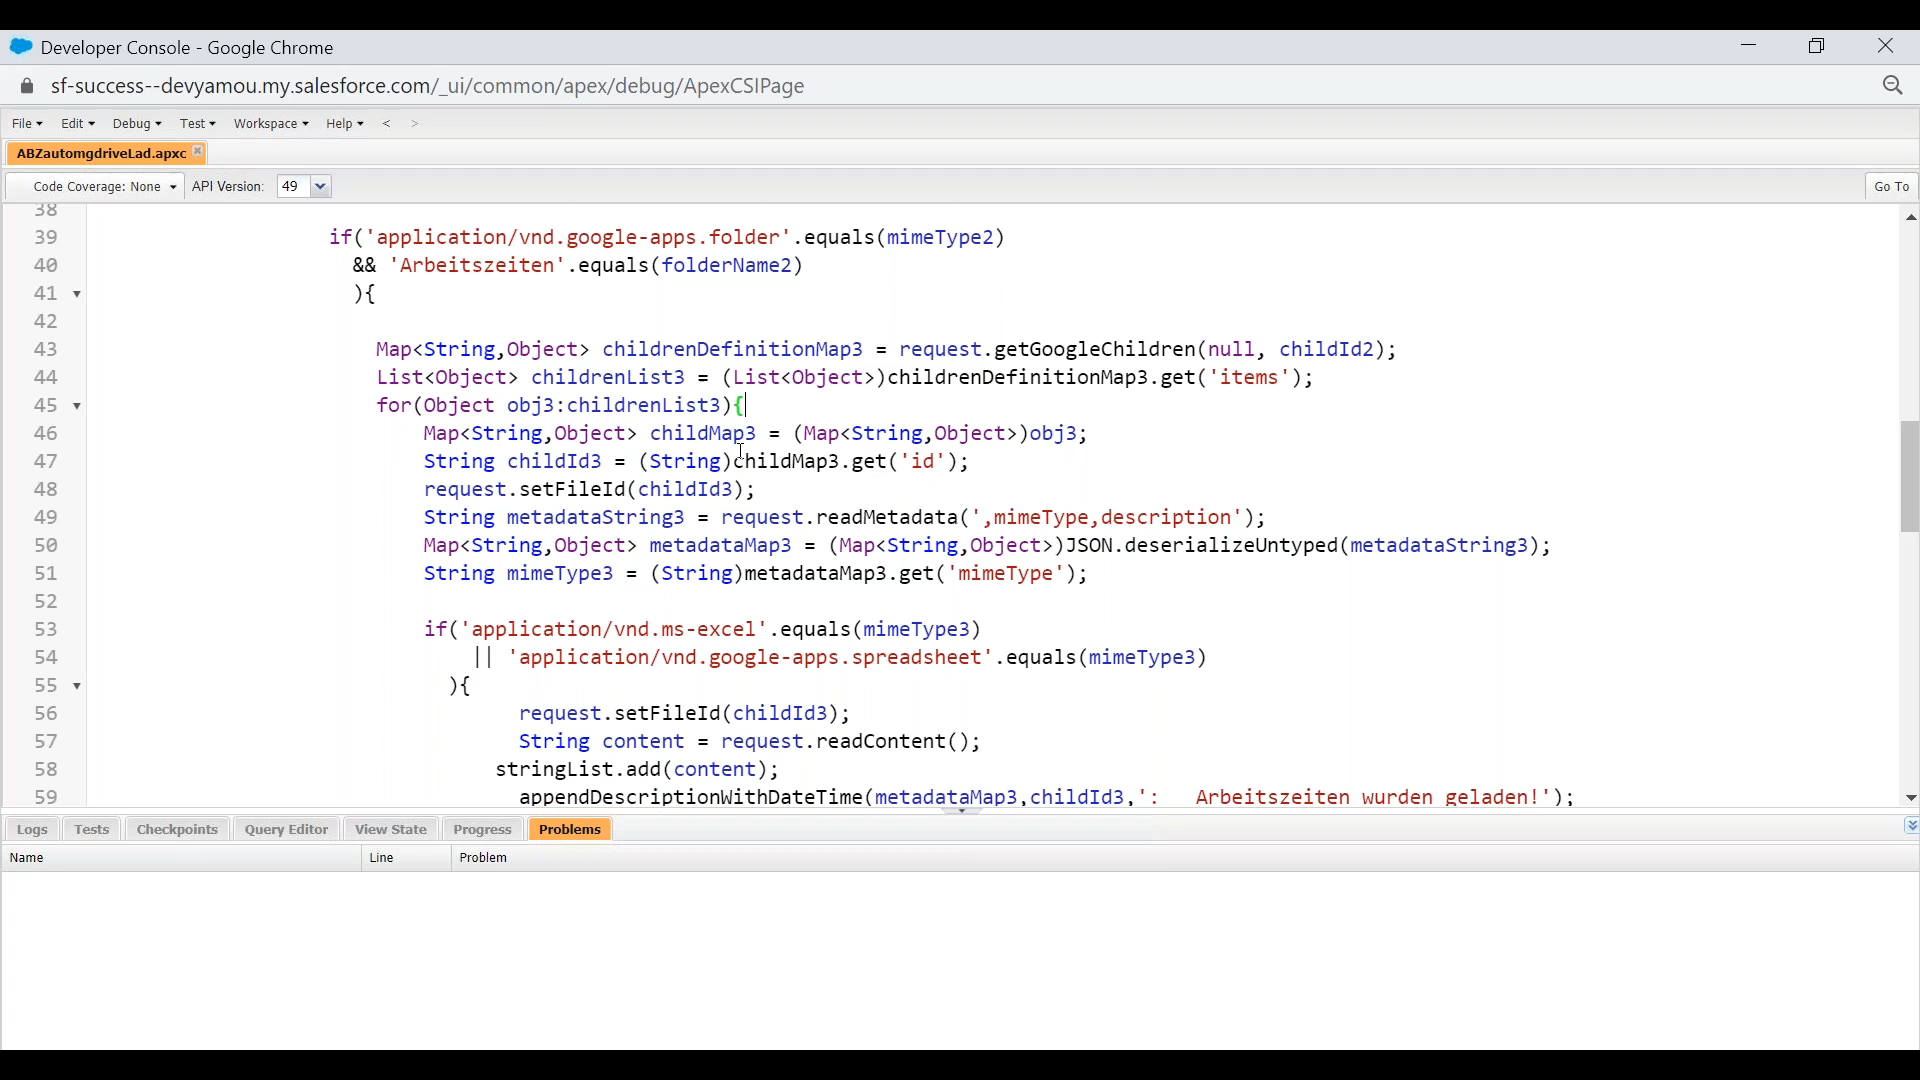 Developer Console - Google Chrome
sf-success--devyamou.my.salesforce.com/_ui/common/apex/debug/ApexCSIPage
File Edit Debug Test Workspace Help < >
ABZautomgdriveLad.apxc
Code Coverage: None API Version: 49 Go To
38
39 if('application/vnd.google-apps.folder'.equals(mimeType2)
40 && 'Arbeitszeiten'.equals(folderName2)
41 ){
42
43 Map<String,Object> childrenDefinitionMap3 = request.getGoogleChildren(null, childId2);
44 List<Object> childrenList3 = (List<Object>)childrenDefinitionMap3.get('items');
45 for(Object obj3:childrenList3){
46 Map<String,Object> childMap3 = (Map<String,Object>)obj3;
47 String childId3 = (String)childMap3.get('id');
48 request.setFileId(childId3);
49 String metadataString3 = request.readMetadata(',mimeType,description');
50 Map<String,Object> metadataMap3 = (Map<String,Object>)JSON.deserializeUntyped(metadataString3);
51 String mimeType3 = (String)metadataMap3.get('mimeType');
52
53 if('application/vnd.ms-excel'.equals(mimeType3)
54 || 'application/vnd.google-apps.spreadsheet'.equals(mimeType3)
55 ){
56 request.setFileId(childId3);
57 String content = request.readContent();
58 stringList.add(content);
59 appendDescriptionWithDateTime(metadataMap3,childId3,':   Arbeitszeiten wurden geladen!');
Logs Tests Checkpoints Query Editor View State Progress Problems
Name Line Problem